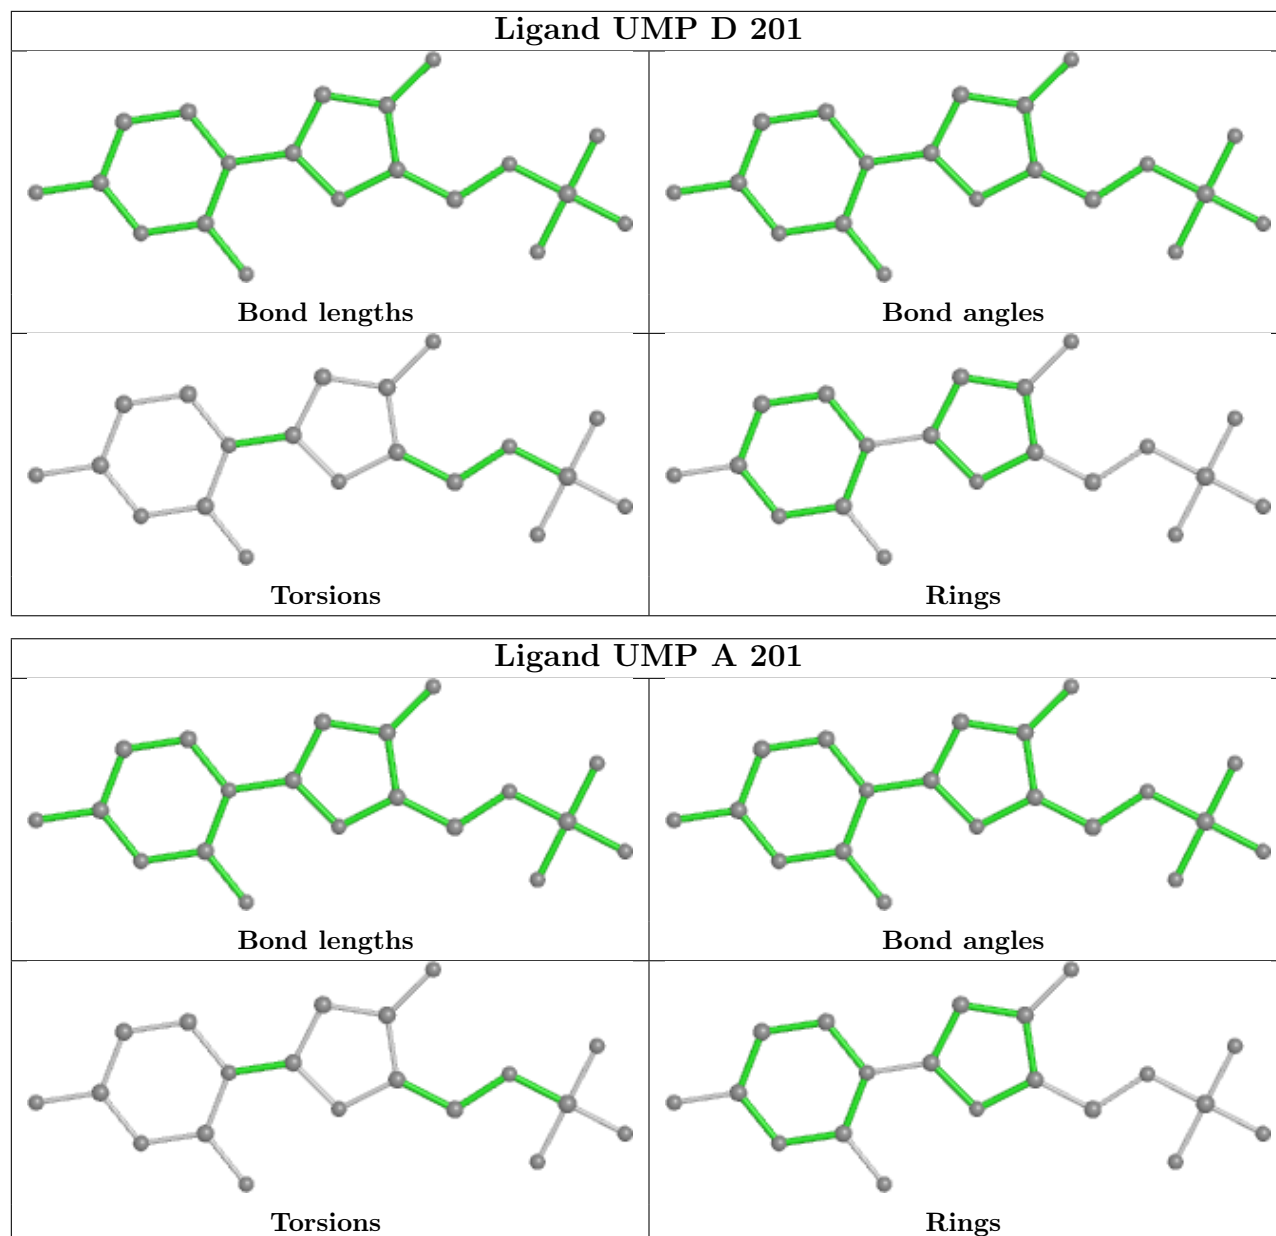 Ligand UMP D 201
Bond lengths
Bond angles
Torsions
Rings
Ligand UMP A 201
Bond lengths
Bond angles
Torsions
Rings